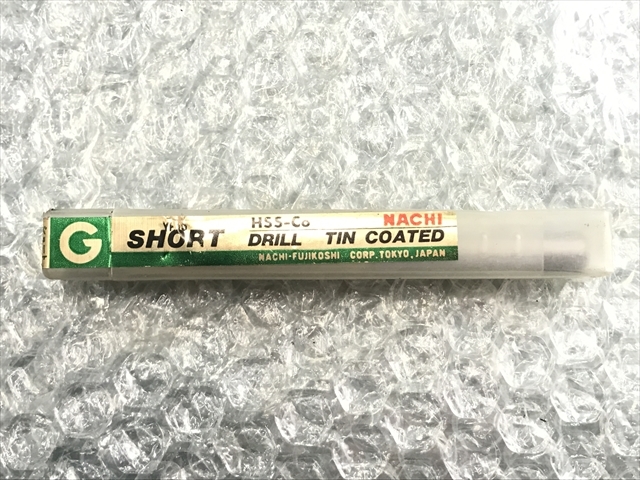 HSS-Co NACHI
G SHORT DRILL TIN COATED
NACHI-FUJIKOSHI CORP. TOKYO, JAPAN